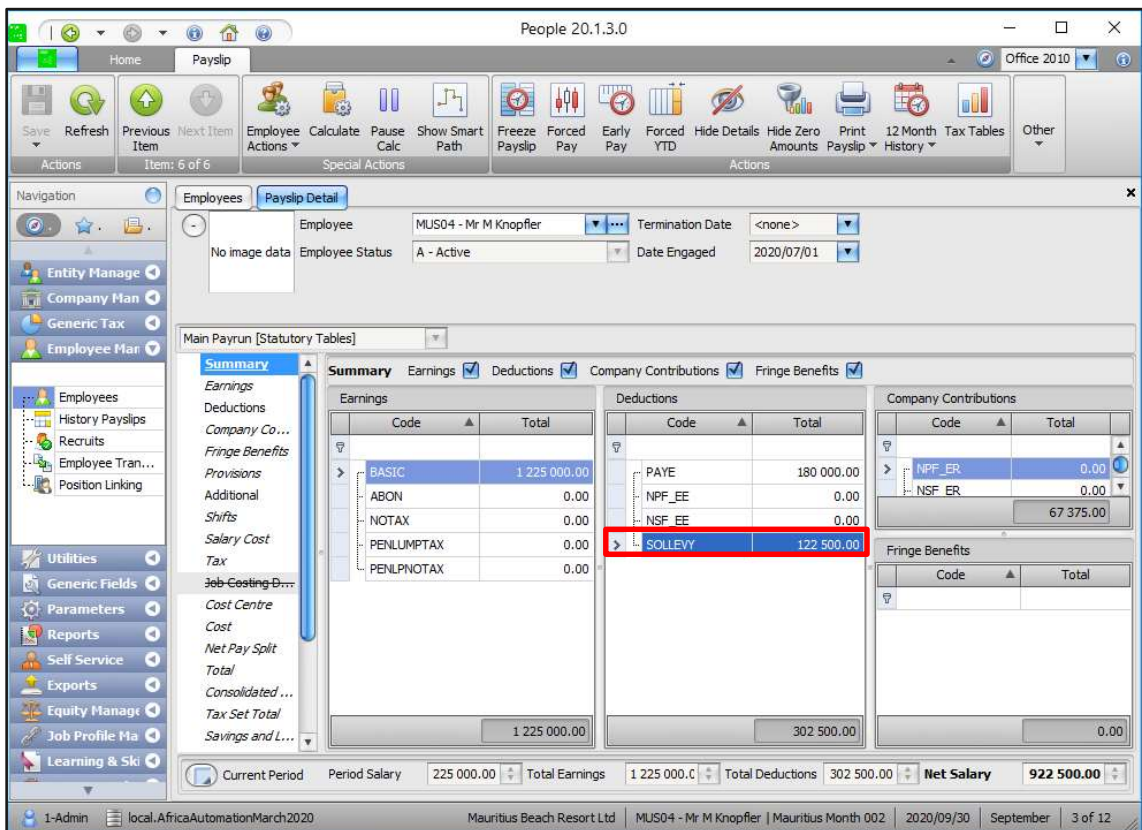 People 20.1.3.0
Home Payslip Office 2010
Save Refresh Previous Item Next Item Employee Actions Calculate Pause Calc Show Smart Path Freeze Payslip Forced Pay Early Pay Forced YTD Hide Details Hide Zero Amounts Print Payslip 12 Month History Tax Tables Other
Actions Item: 6 of 6 Special Actions Actions
Navigation Employees Payslip Detail
Employee MUS04 - Mr M Knopfler Termination Date <none>
No image data Employee Status A - Active Date Engaged 2020/07/01
Entity Manage
Company Man
Generic Tax
Employee Man
Employees
History Payslips
Recruits
Employee Tran...
Position Linking
Utilities
Generic Fields
Parameters
Reports
Self Service
Exports
Equity Manage
Job Profile Ma
Learning & Ski
Main Payrun [Statutory Tables]
Summary
Earnings
Deductions
Company Co...
Fringe Benefits
Provisions
Additional
Shifts
Salary Cost
Tax
Job Costing D...
Cost Centre
Cost
Net Pay Split
Total
Consolidated ...
Tax Set Total
Savings and L...
Summary Earnings Deductions Company Contributions Fringe Benefits
Earnings
Code Total
BASIC 1 225 000.00
ABON 0.00
NOTAX 0.00
PENLUMPTAX 0.00
PENLPNOTAX 0.00
1 225 000.00
Deductions
Code Total
PAYE 180 000.00
NPF_EE 0.00
NSF_EE 0.00
SOLLEVY 122 500.00
302 500.00
Company Contributions
Code Total
NPF_ER 0.00
NSF ER 0.00
67 375.00
Fringe Benefits
Code Total
0.00
Current Period Period Salary 225 000.00 Total Earnings 1 225 000.0 Total Deductions 302 500.00 Net Salary 922 500.00
1-Admin local.AfricaAutomationMarch2020 Mauritius Beach Resort Ltd MUS04 - Mr M Knopfler | Mauritius Month 002 2020/09/30 September 3 of 12